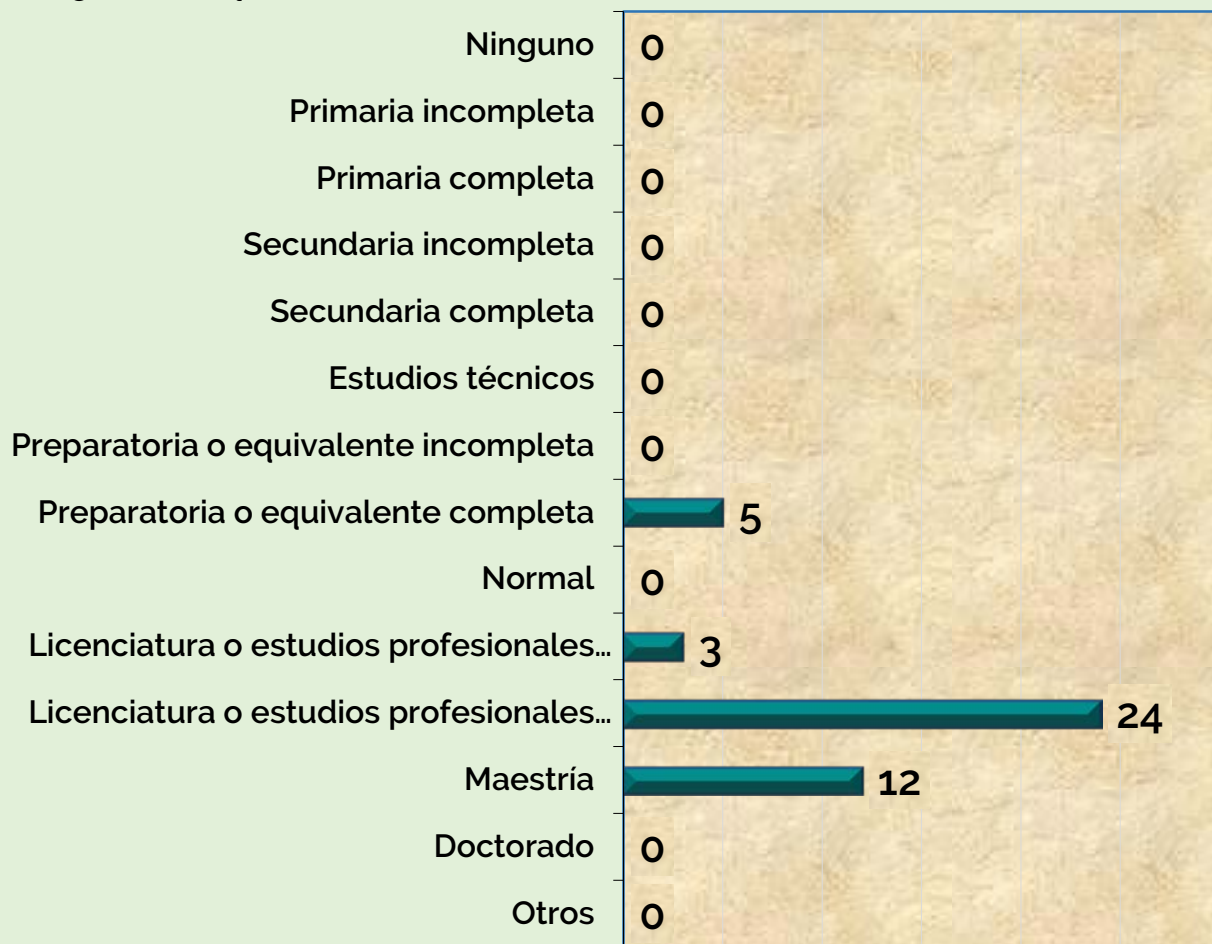 Ninguno 0
Primaria incompleta 0
Primaria completa 0
Secundaria incompleta 0
Secundaria completa 0
Estudios técnicos 0
Preparatoria o equivalente incompleta 0
Preparatoria o equivalente completa 5
Normal 0
Licenciatura o estudios profesionales... 3
Licenciatura o estudios profesionales... 24
Maestría 12
Doctorado 0
Otros 0